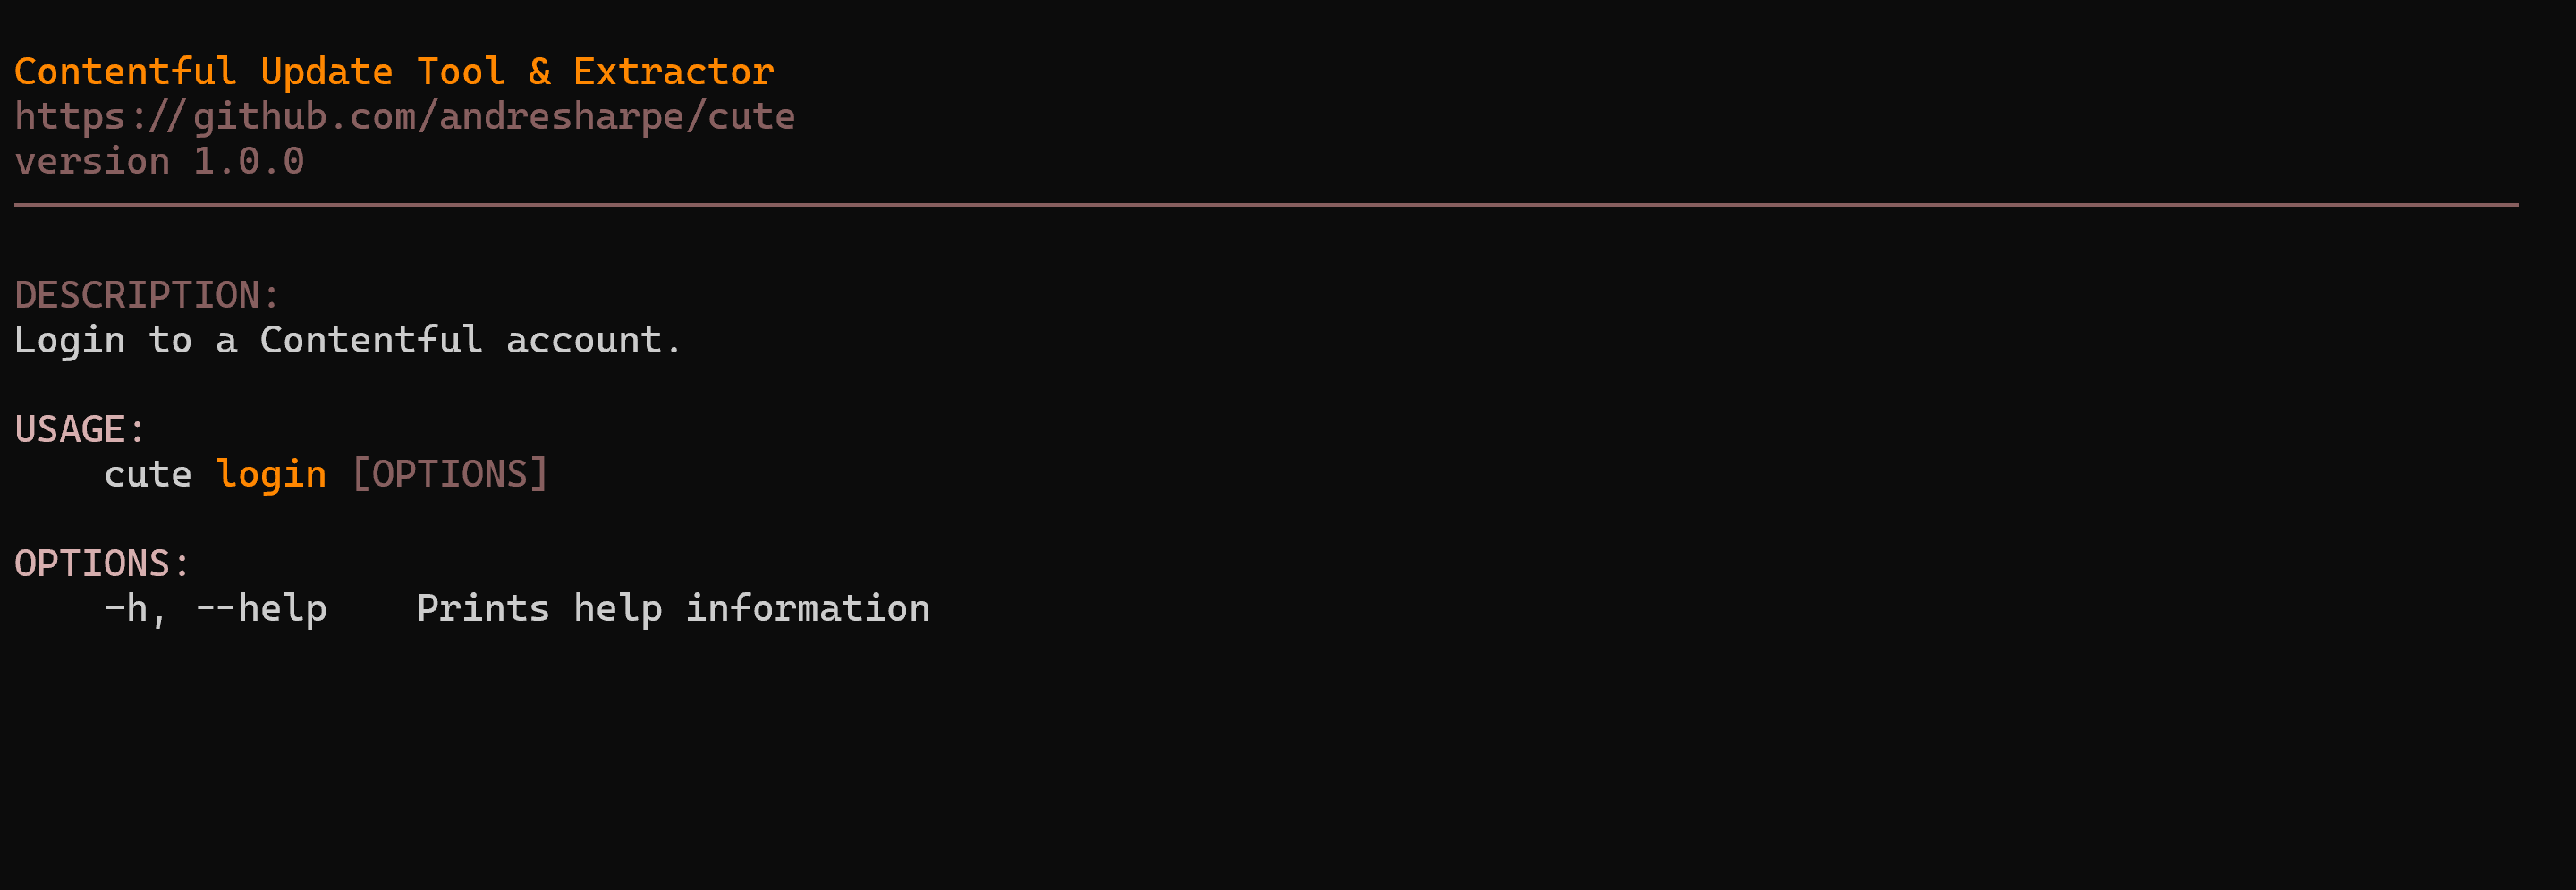 Contentful Update Tool & Extractor
https://github.com/andresharpe/cute
version 1.0.0
DESCRIPTION:
Login to a Contentful account.
USAGE:
cute login [OPTIONS]
OPTIONS:
-h, --help    Prints help information